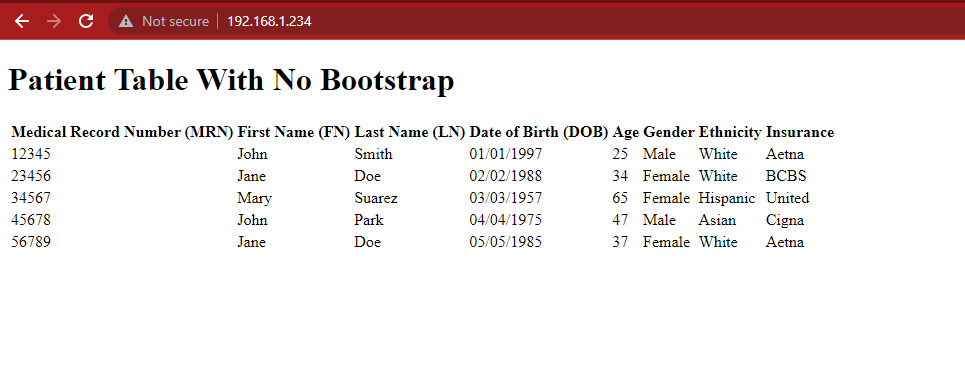 Not secure 192.168.1.234
Patient Table With No Bootstrap
Medical Record Number (MRN) First Name (FN) Last Name (LN) Date of Birth (DOB) Age Gender Ethnicity Insurance
12345 John Smith 01/01/1997 25 Male White Aetna
23456 Jane Doe 02/02/1988 34 Female White BCBS
34567 Mary Suarez 03/03/1957 65 Female Hispanic United
45678 John Park 04/04/1975 47 Male Asian Cigna
56789 Jane Doe 05/05/1985 37 Female White Aetna